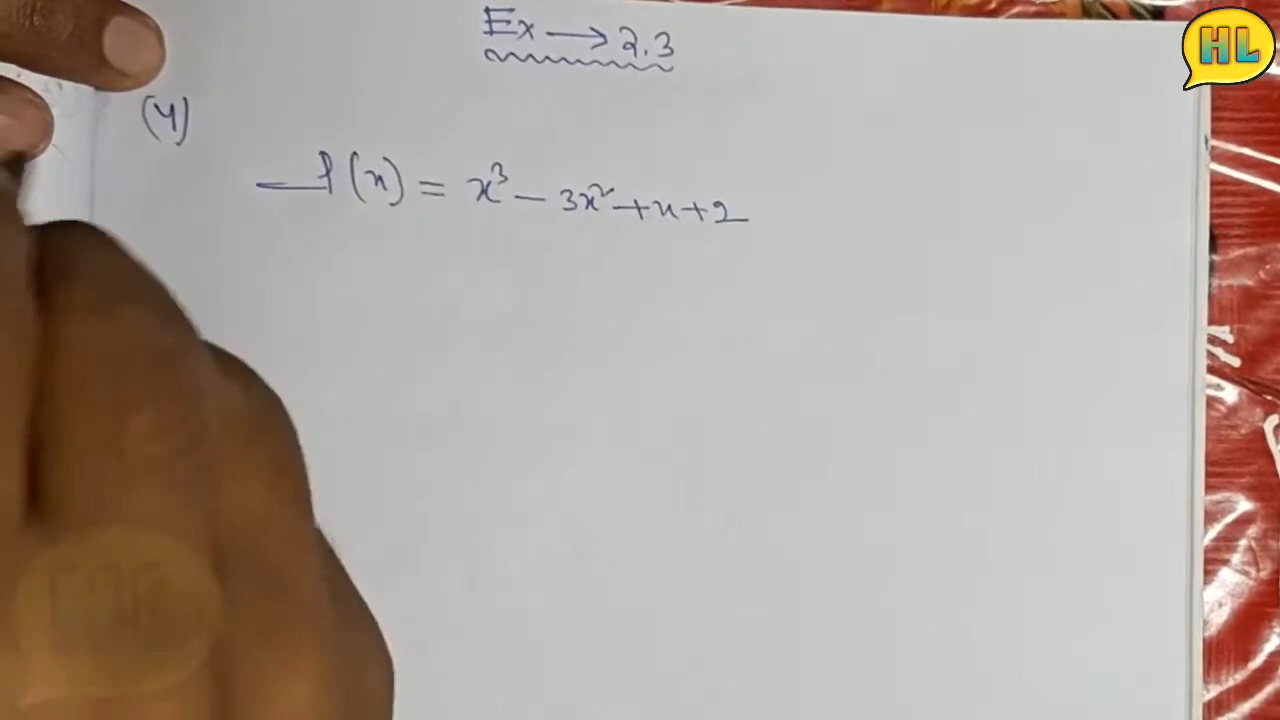 Ex → 2.3
HL
(4)
P(x) = x³ - 3x² + x + 2